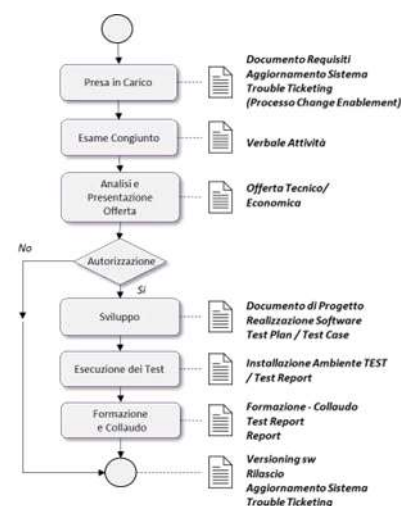 Presa in Carico
Documento Requisiti
Aggiornamento Sistema
Trouble Ticketing
(Processo Change Enablement)
Esame Congiunto
Verbale Attività
Analisi e
Presentazione
Offerta
Offerta Tecnico/
Economica
No
Autorizzazione
Si
Sviluppo
Documento di Progetto
Realizzazione Software
Test Plan / Test Case
Esecuzione dei Test
Installazione Ambiente TEST
/ Test Report
Formazione
e Collaudo
Formazione - Collaudo
Test Report
Report
Versioning sw
Rilascio
Aggiornamento Sistema
Trouble Ticketing